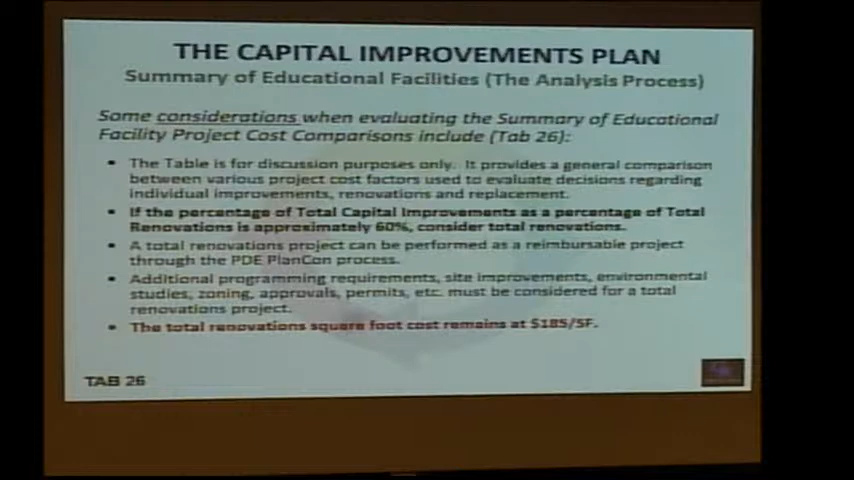 THE CAPITAL IMPROVEMENTS PLAN
Summary of Educational Facilities (The Analysis Process)
Some considerations when evaluating the Summary of Educational
Facility Project Cost Comparisons include (Tab 26):
• The Table is for discussion purposes only. It provides a general comparison
between various project cost factors used to evaluate decisions regarding
individual improvements, renovations and replacement.
• If the percentage of Total Capital Improvements as a percentage of Total
Renovations is approximately 60%, consider total renovations.
• A total renovations project can be performed as a reimbursable project
through the PDE PlanCon process.
• Additional programming requirements, site improvements, environmental
studies, zoning, approvals, permits, etc. must be considered for a total
renovations project.
• The total renovations square foot cost remains at $185/SF.
TAB 26